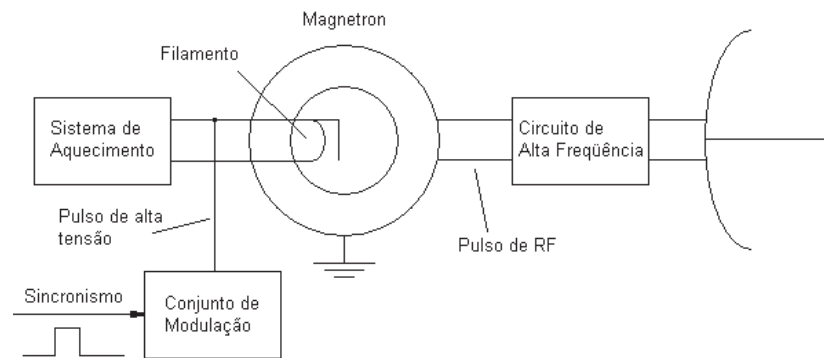 Magnetron
Filamento
Sistema de
Aquecimento
Circuito de
Alta Freqüência
Pulso de alta
tensão
Pulso de RF
Sincronismo
Conjunto de
Modulação